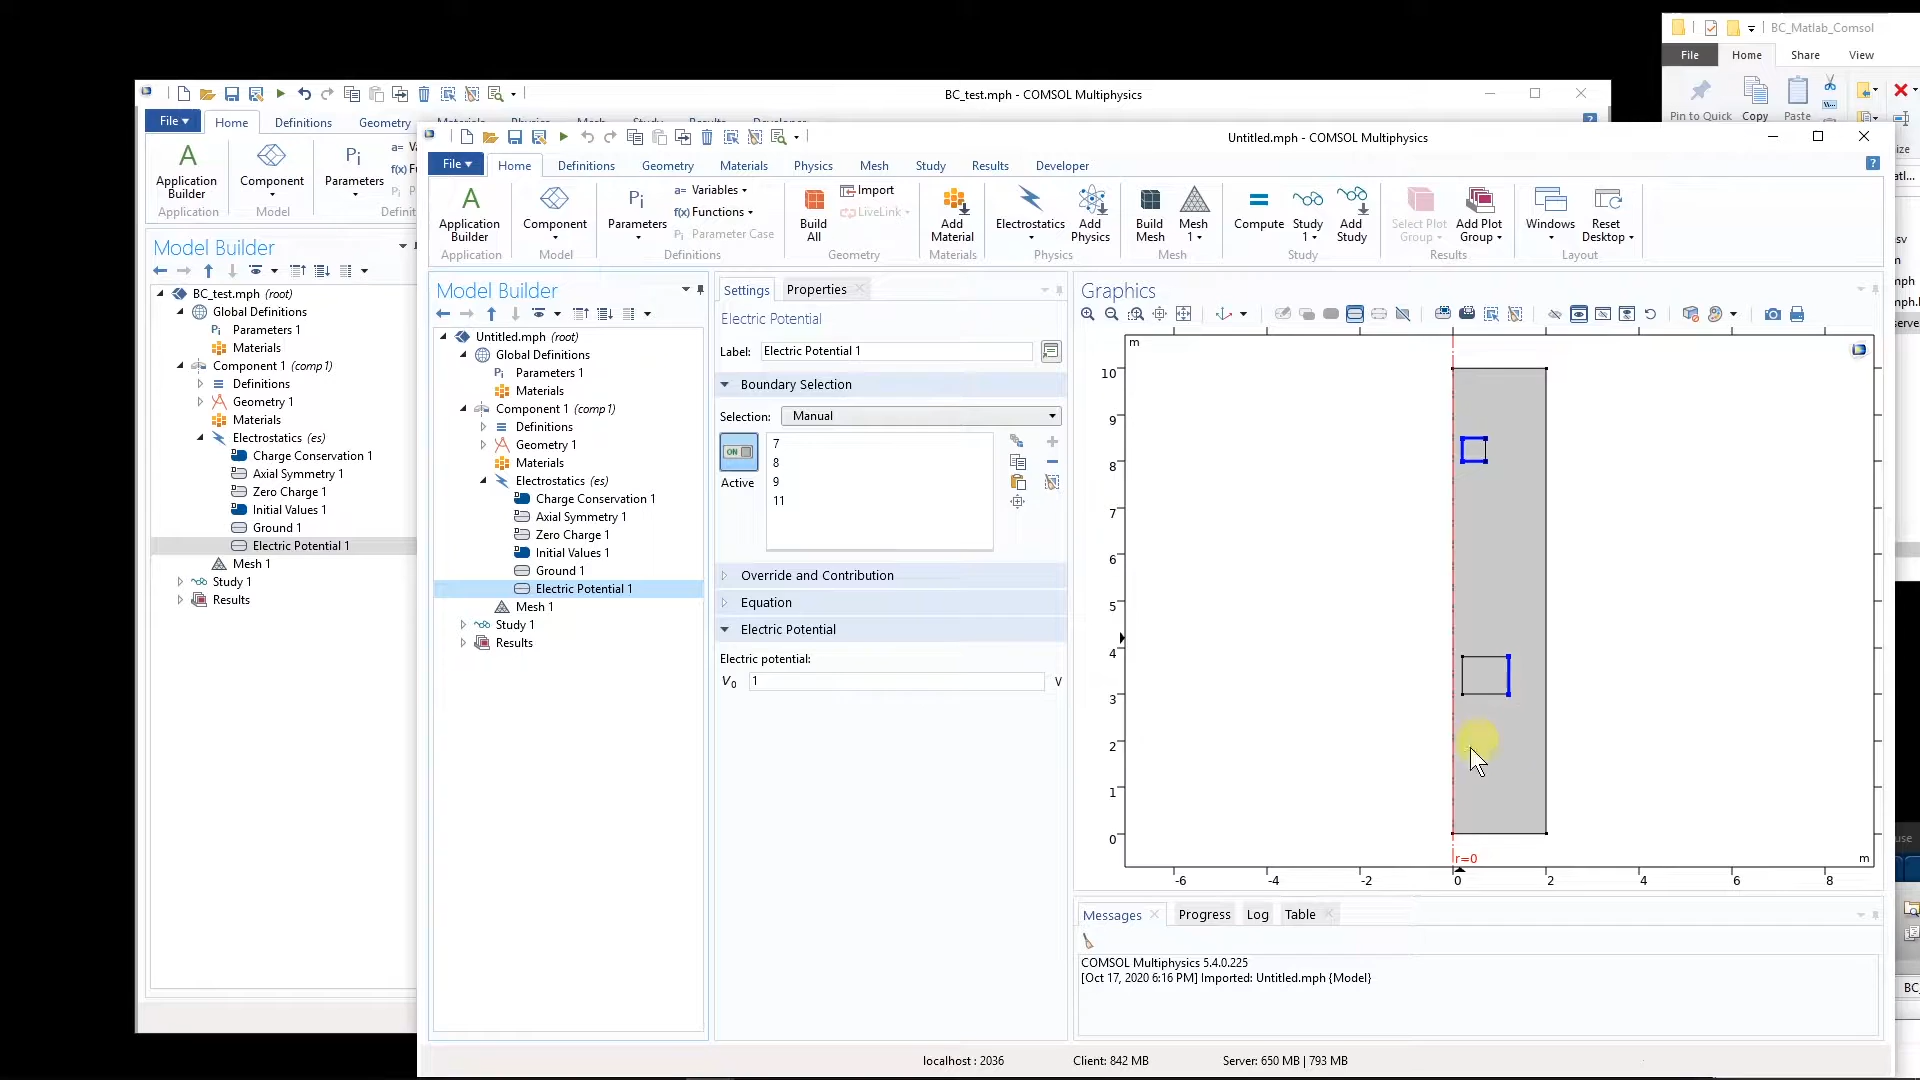 BC_Matlab_Comsol
File Home Share View
Pin to Quick Copy Paste
BC_test.mph - COMSOL Multiphysics
File Home Definitions Geometry
Application Builder
Component
Parameters
Application
Model
Model Builder
BC_test.mph (root)
Global Definitions
Parameters 1
Materials
Component 1 (comp1)
Definitions
Geometry 1
Materials
Electrostatics (es)
Charge Conservation 1
Axial Symmetry 1
Zero Charge 1
Initial Values 1
Ground 1
Electric Potential 1
Mesh 1
Study 1
Results
Untitled.mph - COMSOL Multiphysics
File Home Definitions Geometry Materials Physics Mesh Study Results Developer
Application Builder
Component
Pi
Parameters
a= Variables
f(x) Functions
Pi Parameter Case
Build All
Import
LiveLink
Add Material
Electrostatics
Add Physics
Build Mesh
Mesh 1
Compute
Study 1
Add Study
Select Plot Group
Add Plot Group
Windows
Reset Desktop
Application Model Definitions Geometry Materials Physics Mesh Study Results Layout
Model Builder
Untitled.mph (root)
Global Definitions
Pi Parameters 1
Materials
Component 1 (comp1)
Definitions
Geometry 1
Materials
Electrostatics (es)
Charge Conservation 1
Axial Symmetry 1
Zero Charge 1
Initial Values 1
Ground 1
Electric Potential 1
Mesh 1
Study 1
Results
Settings Properties
Electric Potential
Label: Electric Potential 1
Boundary Selection
Selection: Manual
ON
Active
7
8
9
11
Override and Contribution
Equation
Electric Potential
Electric potential:
V0 1 V
Graphics
m
10
9
8
7
6
5
4
3
2
1
0
r=0
m
-6 -4 -2 0 2 4 6 8
Messages Progress Log Table
COMSOL Multiphysics 5.4.0.225
[Oct 17, 2020 6:16 PM] Imported: Untitled.mph {Model}
localhost : 2036 Client: 842 MB Server: 650 MB | 793 MB